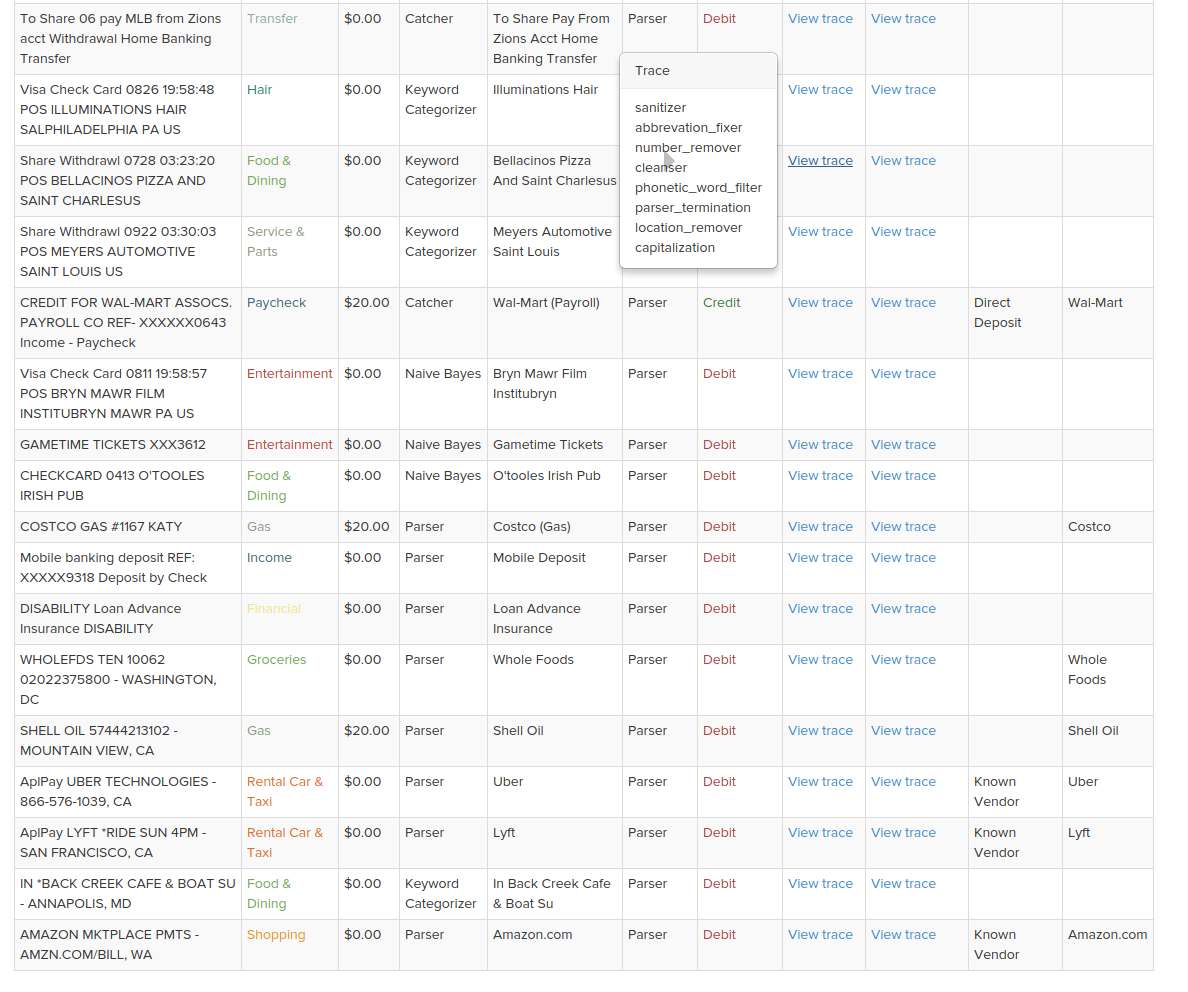 To Share 06 pay MLB from Zions
acct Withdrawal Home Banking
Transfer
Transfer
$0.00
Catcher
To Share Pay From
Zions Acct Home
Banking Transfer
Parser
Debit
View trace
View trace
Visa Check Card 0826 19:58:48
POS ILLUMINATIONS HAIR
SALPHILADELPHIA PA US
Hair
$0.00
Keyword
Categorizer
Illuminations Hair
View trace
View trace
Share Withdrawl 0728 03:23:20
POS BELLACINOS PIZZA AND
SAINT CHARLESUS
Food &
Dining
$0.00
Keyword
Categorizer
Bellacinos Pizza
And Saint Charlesus
View trace
View trace
Trace
sanitizer
abbrevation_fixer
number_remover
cleanser
phonetic_word_filter
parser_termination
location_remover
capitalization
Share Withdrawl 0922 03:30:03
POS MEYERS AUTOMOTIVE
SAINT LOUIS US
Service &
Parts
$0.00
Keyword
Categorizer
Meyers Automotive
Saint Louis
View trace
View trace
CREDIT FOR WAL-MART ASSOCS.
PAYROLL CO REF- XXXXXX0643
Income - Paycheck
Paycheck
$20.00
Catcher
Wal-Mart (Payroll)
Parser
Credit
View trace
View trace
Direct
Deposit
Wal-Mart
Visa Check Card 0811 19:58:57
POS BRYN MAWR FILM
INSTITUBRYN MAWR PA US
Entertainment
$0.00
Naive Bayes
Bryn Mawr Film
Institubryn
Parser
Debit
View trace
View trace
GAMETIME TICKETS XXX3612
Entertainment
$0.00
Naive Bayes
Gametime Tickets
Parser
Debit
View trace
View trace
CHECKCARD 0413 O'TOOLES
IRISH PUB
Food &
Dining
$0.00
Naive Bayes
O'tooles Irish Pub
Parser
Debit
View trace
View trace
COSTCO GAS #1167 KATY
Gas
$20.00
Parser
Costco (Gas)
Parser
Debit
View trace
View trace
Costco
Mobile banking deposit REF:
XXXXX9318 Deposit by Check
Income
$0.00
Parser
Mobile Deposit
Parser
Debit
View trace
View trace
DISABILITY Loan Advance
Insurance DISABILITY
Financial
$0.00
Parser
Loan Advance
Insurance
Parser
Debit
View trace
View trace
WHOLEFDS TEN 10062
02022375800 - WASHINGTON,
DC
Groceries
$0.00
Parser
Whole Foods
Parser
Debit
View trace
View trace
Whole
Foods
SHELL OIL 57444213102 -
MOUNTAIN VIEW, CA
Gas
$20.00
Parser
Shell Oil
Parser
Debit
View trace
View trace
Shell Oil
AplPay UBER TECHNOLOGIES -
866-576-1039, CA
Rental Car &
Taxi
$0.00
Parser
Uber
Parser
Debit
View trace
View trace
Known
Vendor
Uber
AplPay LYFT *RIDE SUN 4PM -
SAN FRANCISCO, CA
Rental Car &
Taxi
$0.00
Parser
Lyft
Parser
Debit
View trace
View trace
Known
Vendor
Lyft
IN *BACK CREEK CAFE & BOAT SU
- ANNAPOLIS, MD
Food &
Dining
$0.00
Keyword
Categorizer
In Back Creek Cafe
& Boat Su
Parser
Debit
View trace
View trace
AMAZON MKTPLACE PMTS -
AMZN.COM/BILL, WA
Shopping
$0.00
Parser
Amazon.com
Parser
Debit
View trace
View trace
Known
Vendor
Amazon.com